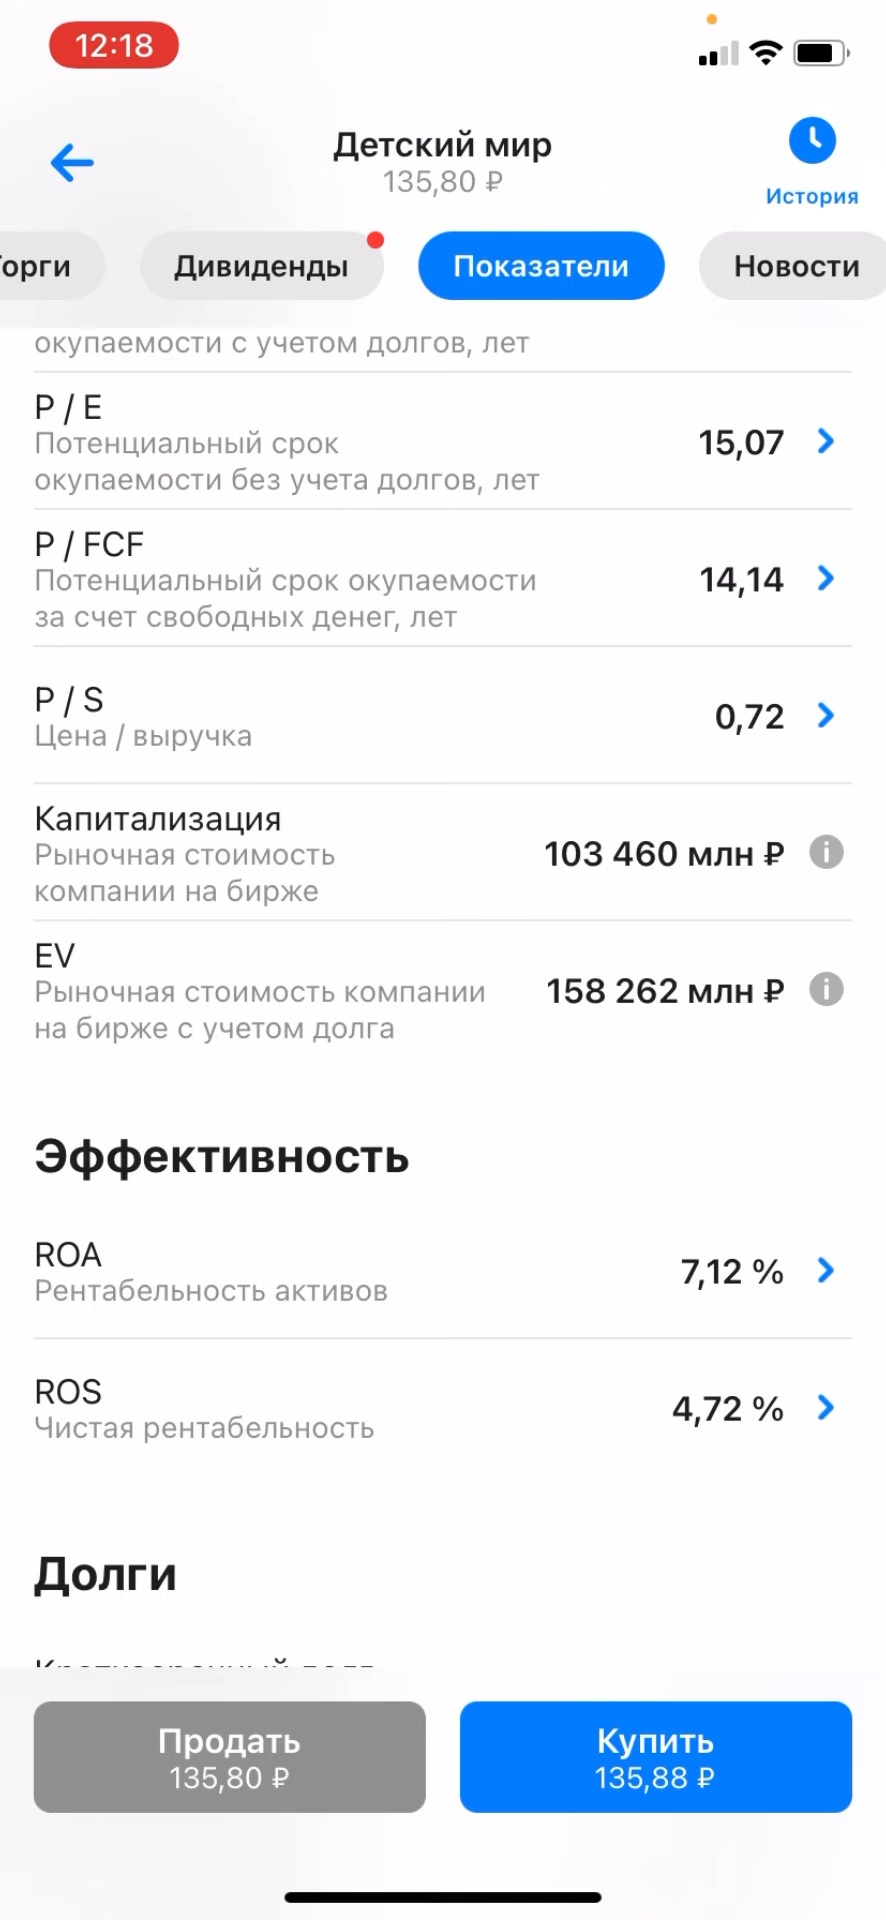 12:18
Детский мир
135,80 ₽
История
орги
Дивиденды
Показатели
Новости
окупаемости с учетом долгов, лет
P / E
Потенциальный срок
окупаемости без учета долгов, лет
15,07
P / FCF
Потенциальный срок окупаемости
за счет свободных денег, лет
14,14
P / S
Цена / выручка
0,72
Капитализация
Рыночная стоимость
компании на бирже
103 460 млн ₽
EV
Рыночная стоимость компании
на бирже с учетом долга
158 262 млн ₽
Эффективность
ROA
Рентабельность активов
7,12 %
ROS
Чистая рентабельность
4,72 %
Долги
Продать
135,80 ₽
Купить
135,88 ₽